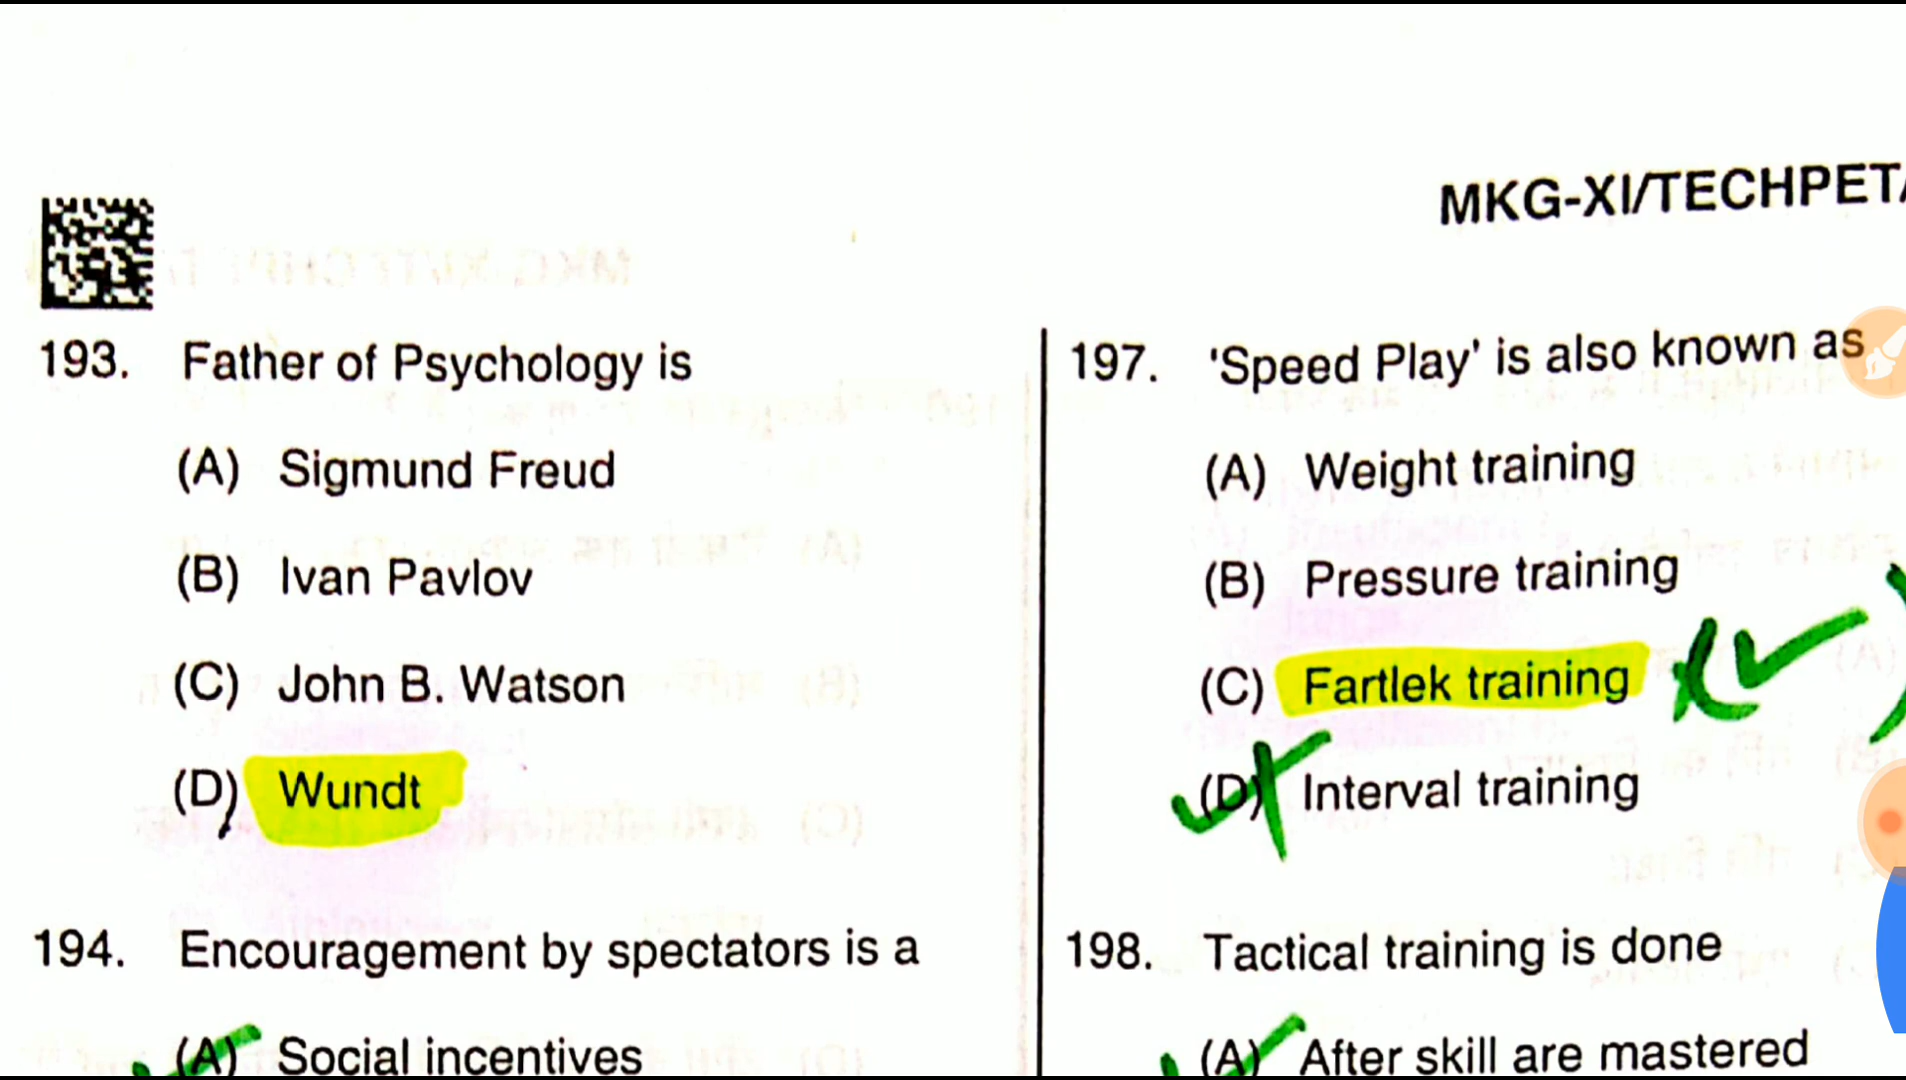 MKG-XI/TECHPET
193. Father of Psychology is
(A) Sigmund Freud
(B) Ivan Pavlov
(C) John B. Watson
(D) Wundt
194. Encouragement by spectators is a
(A) Social incentives
197. 'Speed Play' is also known as
(A) Weight training
(B) Pressure training
(C) Fartlek training
(D) Interval training
198. Tactical training is done
(A) After skill are mastered